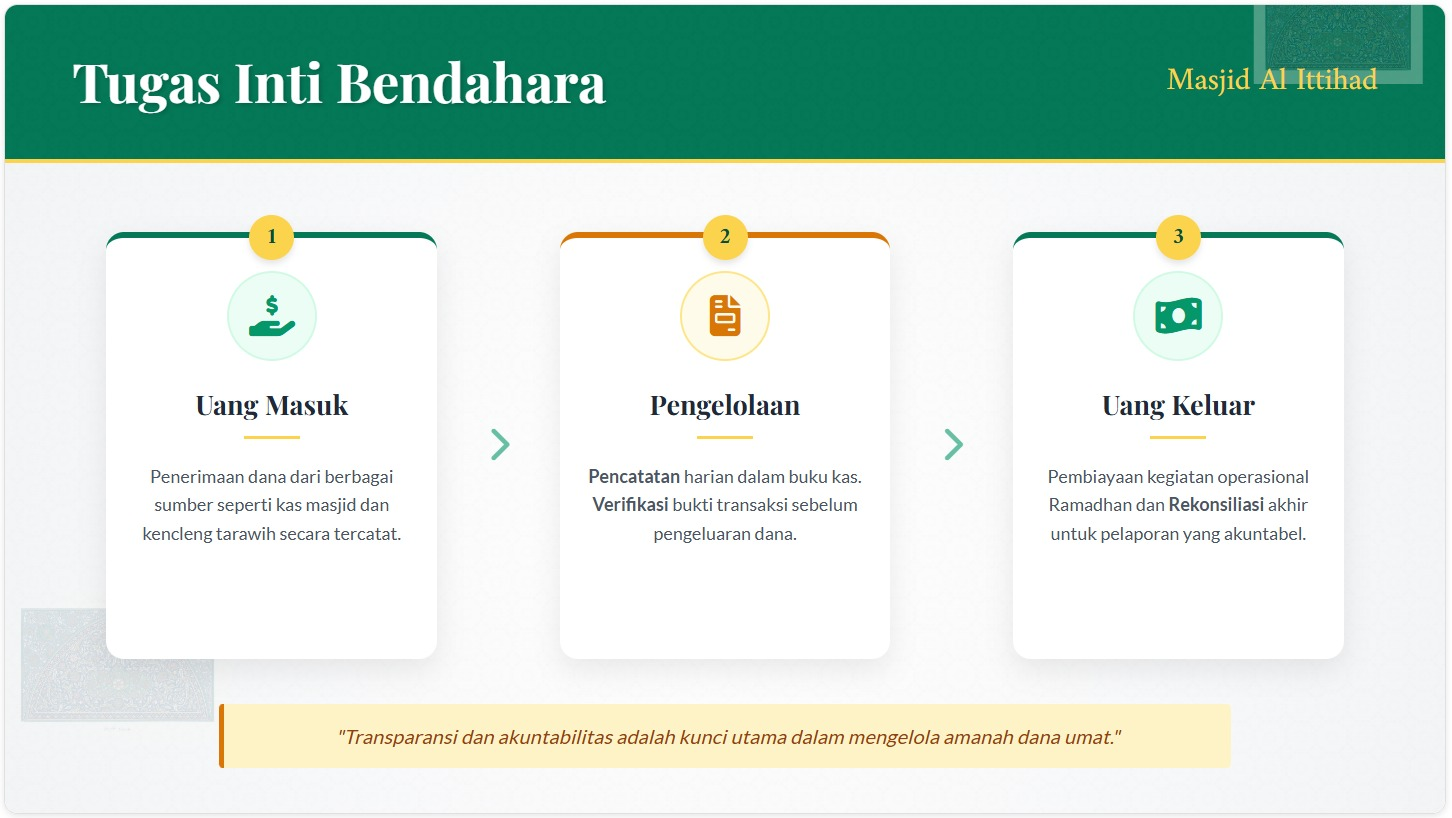 Tugas Inti Bendahara
Masjid Al Ittihad
1
Uang Masuk
Penerimaan dana dari berbagai
sumber seperti kas masjid dan
kencleng tarawih secara tercatat.
2
Pengelolaan
Pencatatan harian dalam buku kas.
Verifikasi bukti transaksi sebelum
pengeluaran dana.
3
Uang Keluar
Pembiayaan kegiatan operasional
Ramadhan dan Rekonsiliasi akhir
untuk pelaporan yang akuntabel.
"Transparansi dan akuntabilitas adalah kunci utama dalam mengelola amanah dana umat."